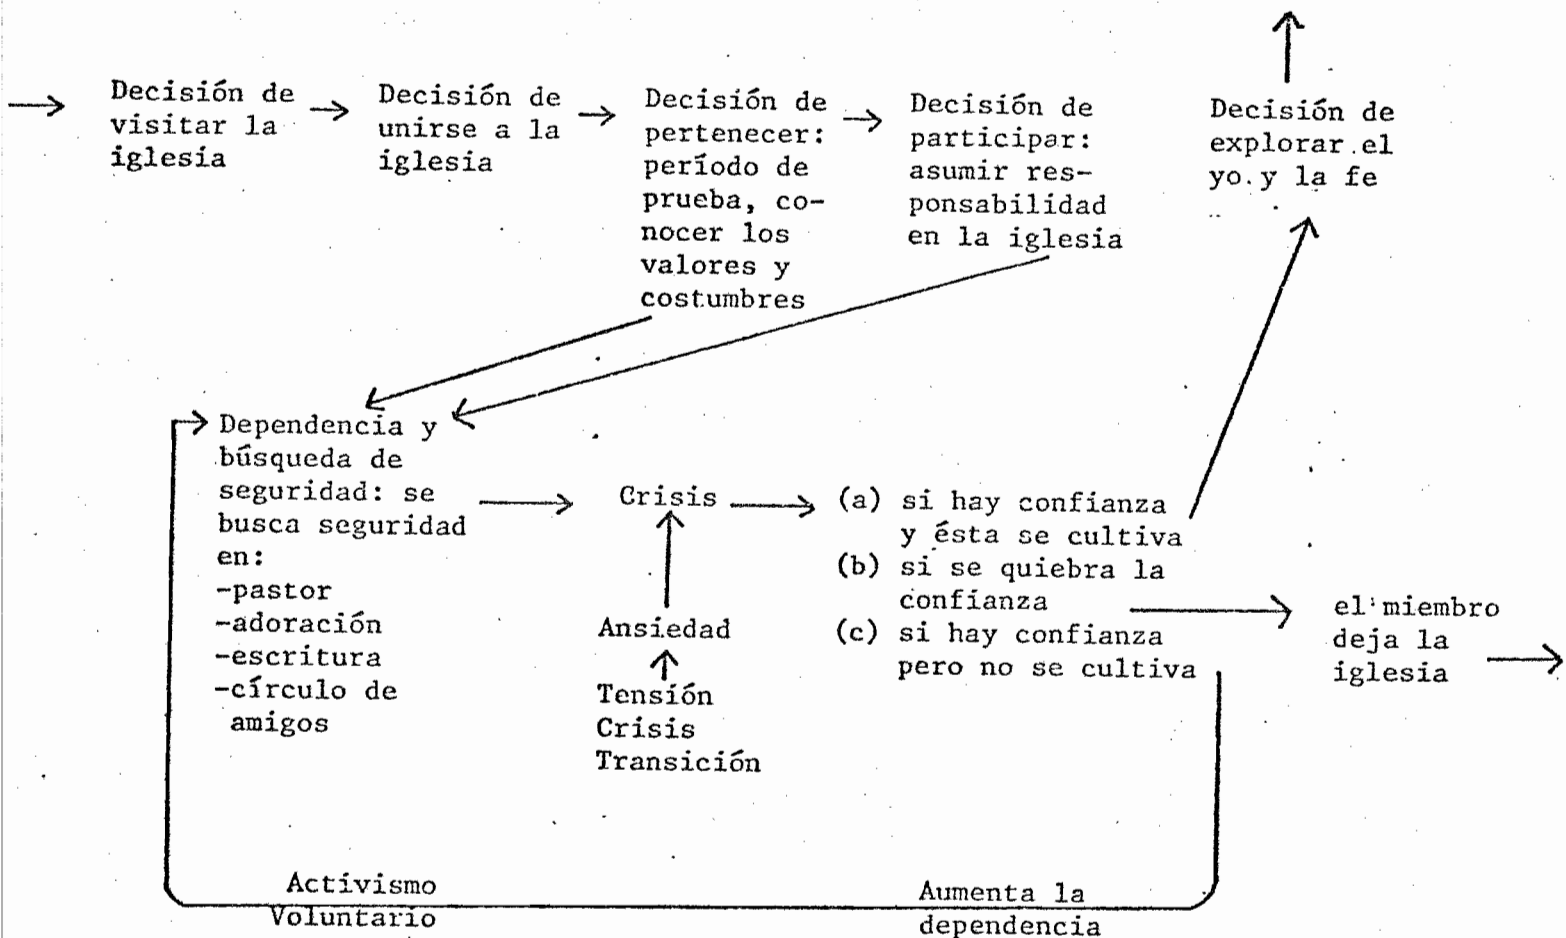 Decisión de
visitar la
iglesia
Decisión de
unirse a la
iglesia
Decisión de
pertenecer:
período de
prueba, co-
nocer los
valores y
costumbres
Decisión de
participar:
asumir res-
ponsabilidad
en la iglesia
Decisión de
explorar el
yo y la fe
Dependencia y
búsqueda de
seguridad: se
busca seguridad
en:
-pastor
-adoración
-escritura
-círculo de
amigos
Crisis
Ansiedad
Tensión
Crisis
Transición
(a) si hay confianza
y ésta se cultiva
(b) si se quiebra la
confianza
(c) si hay confianza
pero no se cultiva
el miembro
deja la
iglesia
Activismo
Voluntario
Aumenta la
dependencia